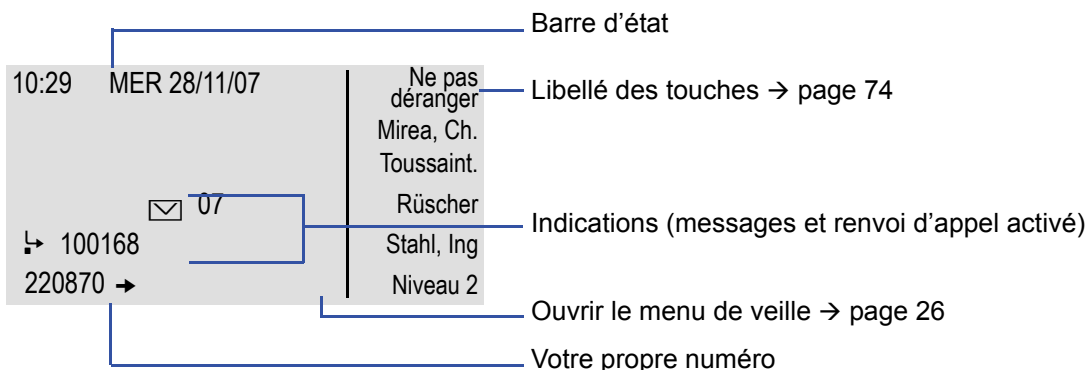 Barre d'état
10:29 MER 28/11/07
Ne pas
déranger
Libellé des touches → page 74
Mirea, Ch.
Toussaint.
07
Rüscher
Indications (messages et renvoi d'appel activé)
100168
Stahl, Ing
220870 →
Niveau 2
Ouvrir le menu de veille → page 26
Votre propre numéro